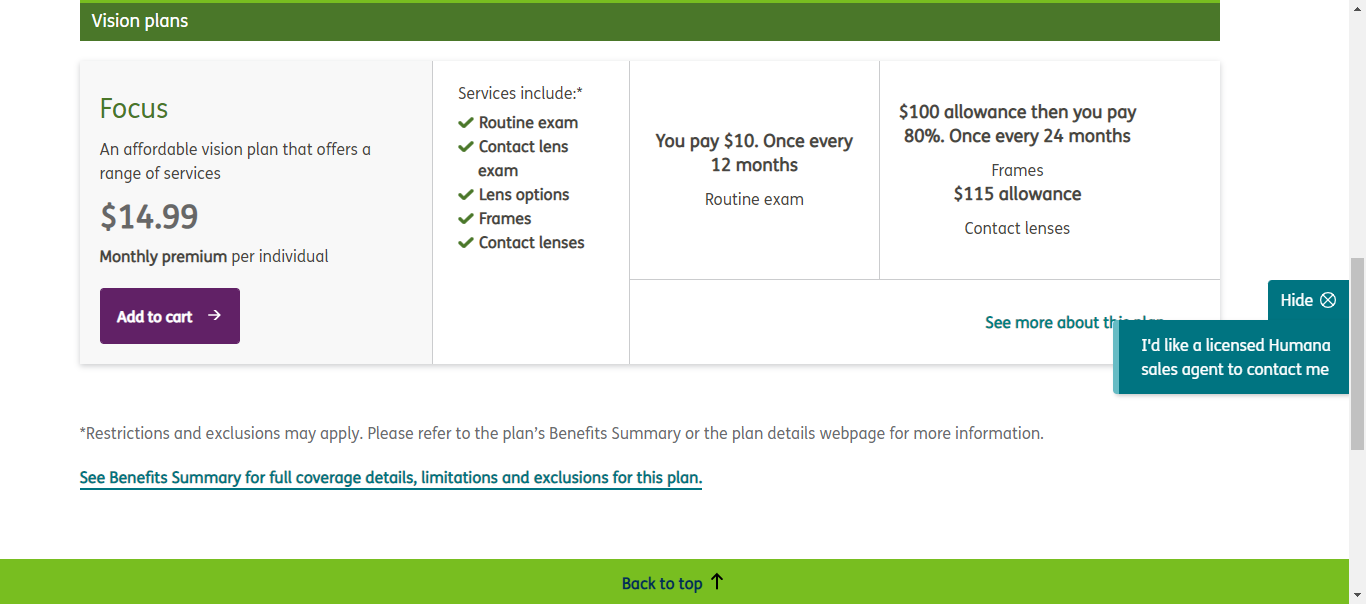 Vision plans
Focus
An affordable vision plan that offers a
range of services
$14.99
Monthly premium per individual
Add to cart
Services include:*
Routine exam
Contact lens
exam
Lens options
Frames
Contact lenses
You pay $10. Once every
12 months
Routine exam
$100 allowance then you pay
80%. Once every 24 months
Frames
$115 allowance
Contact lenses
See more about
Hide
I'd like a licensed Humana
sales agent to contact me
*Restrictions and exclusions may apply. Please refer to the plan’s Benefits Summary or the plan details webpage for more information.
See Benefits Summary for full coverage details, limitations and exclusions for this plan.
Back to top